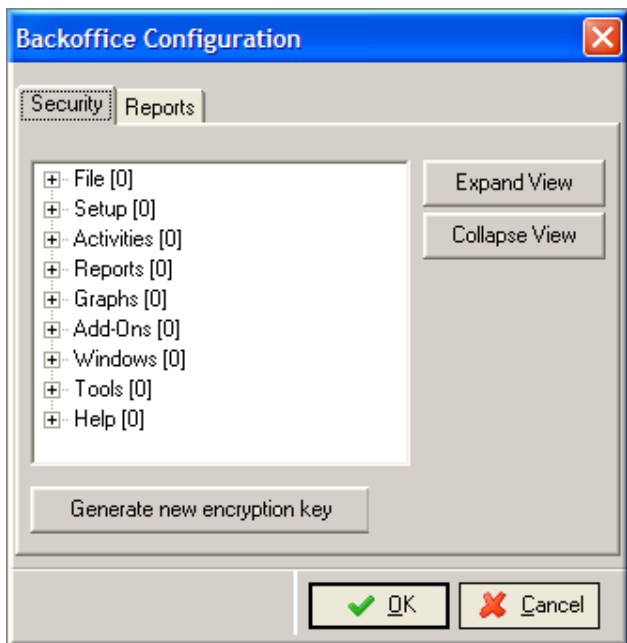 Backoffice Configuration
Security
Reports
File [0]
Setup [0]
Activities [0]
Reports [0]
Graphs [0]
Add-Ons [0]
Windows [0]
Tools [0]
Help [0]
Expand View
Collapse View
Generate new encryption key
OK
Cancel